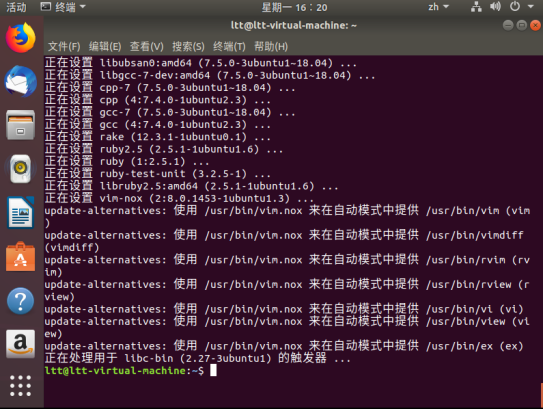 活动 终端 星期一 16：20 zh
ltt@ltt-virtual-machine: ~
文件(F) 编辑(E) 查看(V) 搜索(S) 终端(T) 帮助(H)
正在设置 libubsan0:amd64 (7.5.0-3ubuntu1~18.04) ...
正在设置 libgcc-7-dev:amd64 (7.5.0-3ubuntu1~18.04) ...
正在设置 cpp-7 (7.5.0-3ubuntu1~18.04) ...
正在设置 cpp (4:7.4.0-1ubuntu2.3) ...
正在设置 gcc-7 (7.5.0-3ubuntu1~18.04) ...
正在设置 gcc (4:7.4.0-1ubuntu2.3) ...
正在设置 rake (12.3.1-1ubuntu0.1) ...
正在设置 ruby2.5 (2.5.1-1ubuntu1.6) ...
正在设置 ruby (1:2.5.1) ...
正在设置 ruby-test-unit (3.2.5-1) ...
正在设置 libruby2.5:amd64 (2.5.1-1ubuntu1.6) ...
正在设置 vim-nox (2:8.0.1453-1ubuntu1.3) ...
update-alternatives: 使用 /usr/bin/vim.nox 来在自动模式中提供 /usr/bin/vim (vim
)
update-alternatives: 使用 /usr/bin/vim.nox 来在自动模式中提供 /usr/bin/vimdiff
(vimdiff)
update-alternatives: 使用 /usr/bin/vim.nox 来在自动模式中提供 /usr/bin/rvim (rv
im)
update-alternatives: 使用 /usr/bin/vim.nox 来在自动模式中提供 /usr/bin/rview (r
view)
update-alternatives: 使用 /usr/bin/vim.nox 来在自动模式中提供 /usr/bin/vi (vi)
update-alternatives: 使用 /usr/bin/vim.nox 来在自动模式中提供 /usr/bin/view (vi
ew)
update-alternatives: 使用 /usr/bin/vim.nox 来在自动模式中提供 /usr/bin/ex (ex)
正在处理用于 libc-bin (2.27-3ubuntu1) 的触发器 ...
ltt@ltt-virtual-machine:~$